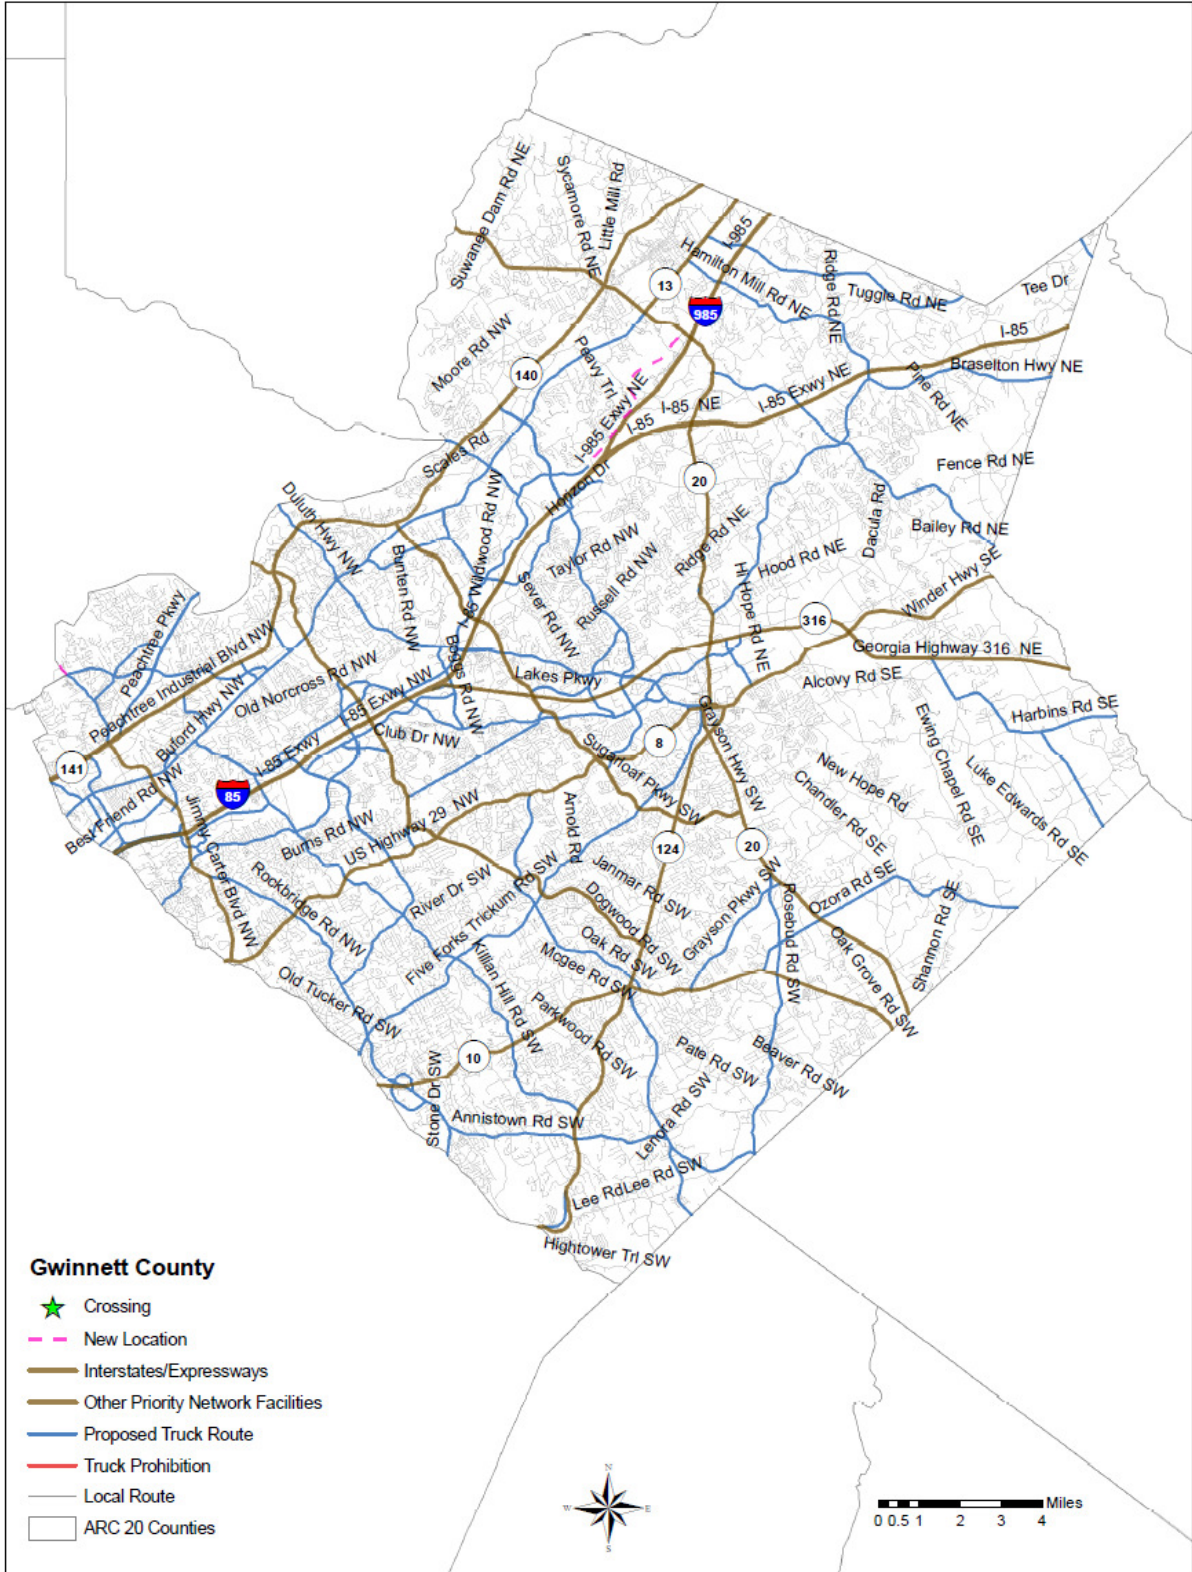 Suwanee Dam Rd NE
Sycamore Rd NE
Little Mill Rd
I-985
Hamilton Mill Rd NE
Ridge Rd NE
Tuggle Rd NE
Tee Dr
13
985
I-85
Moore Rd NW
Peavy Trl
140
Braselton Hwy NE
Pine Rd NE
I-85 Exwy NE
I-85 NE
I-85
I-985 Exwy NE
Scales Rd
Horizon Dr
20
Fence Rd NE
Dacula Rd
Bailey Rd NE
Duluth Hwy NW
Bunten Rd NW
I-85 Wildwood Rd NW
Taylor Rd NW
Ridge Rd NE
Sever Rd NW
Russell Rd NW
Hi Hope Rd NE
Hood Rd NE
Winder Hwy SE
316
Georgia Highway 316 NE
Peachtree Pkwy
Peachtree Industrial Blvd NW
Old Norcross Rd NW
Boggs Rd NW
Lakes Pkwy
Alcovy Rd SE
Buford Hwy NW
I-85 Exwy NW
I-85 Exwy
Club Dr NW
8
Sugarloaf Pkwy SW
Grayson Hwy SW
Ewing Chapel Rd SE
Harbins Rd SE
Luke Edwards Rd SE
New Hope Rd
Chandler Rd SE
141
85
Best Friend Rd NW
Jimmy Carter Blvd NW
Burns Rd NW
US Highway 29 NW
Arnold Rd
124
20
Janmar Rd SW
Rockbridge Rd NW
River Dr SW
Five Forks Trickum Rd SW
Dogwood Rd SW
Oak Rd SW
Mcgee Rd SW
Grayson Pkwy SW
Rosebud Rd SW
Ozora Rd SE
Oak Grove Rd SW
Shannon Rd SE
Old Tucker Rd SW
Killian Hill Rd SW
Parkwood Rd SW
10
Pate Rd SW
Beaver Rd SW
Stone Dr SW
Annistown Rd SW
Lenora Rd SW
Lee Rd
Lee Rd SW
Hightower Trl SW
Gwinnett County
Crossing
New Location
Interstates/Expressways
Other Priority Network Facilities
Proposed Truck Route
Truck Prohibition
Local Route
ARC 20 Counties
N
W E
S
Miles
0 0.5 1 2 3 4